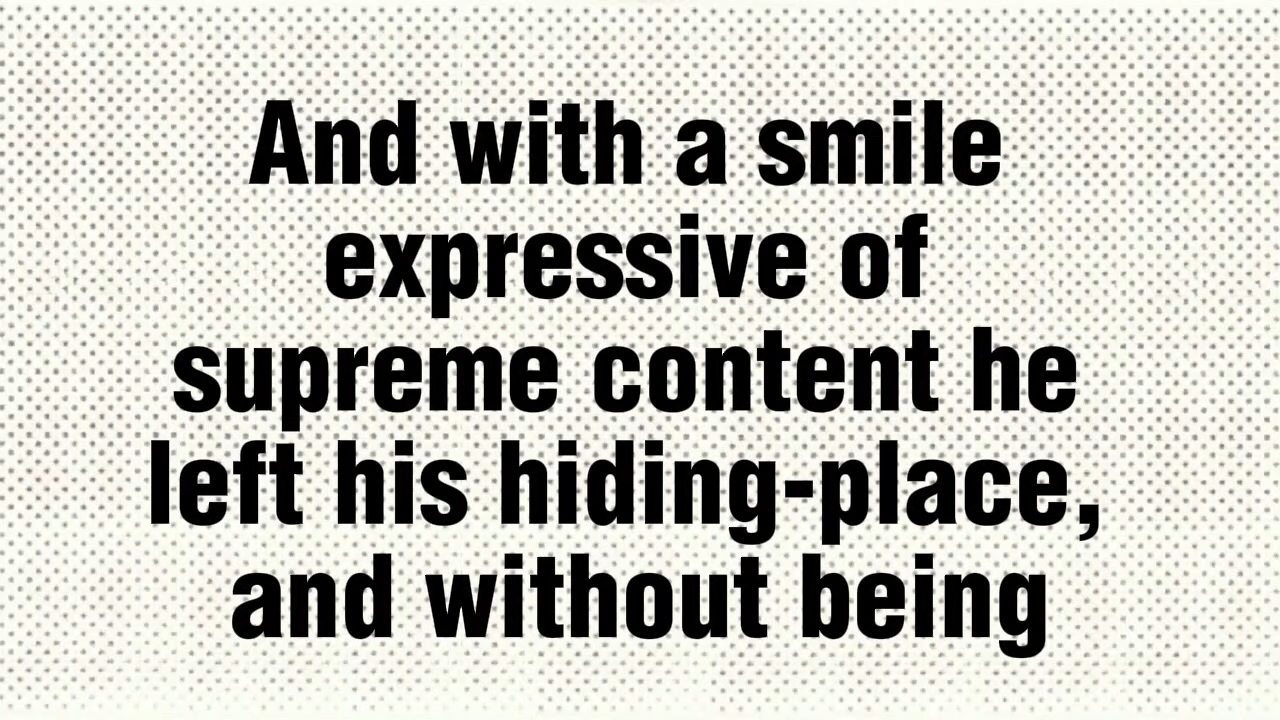 And with a smile
expressive of
supreme content he
left his hiding-place,
and without being